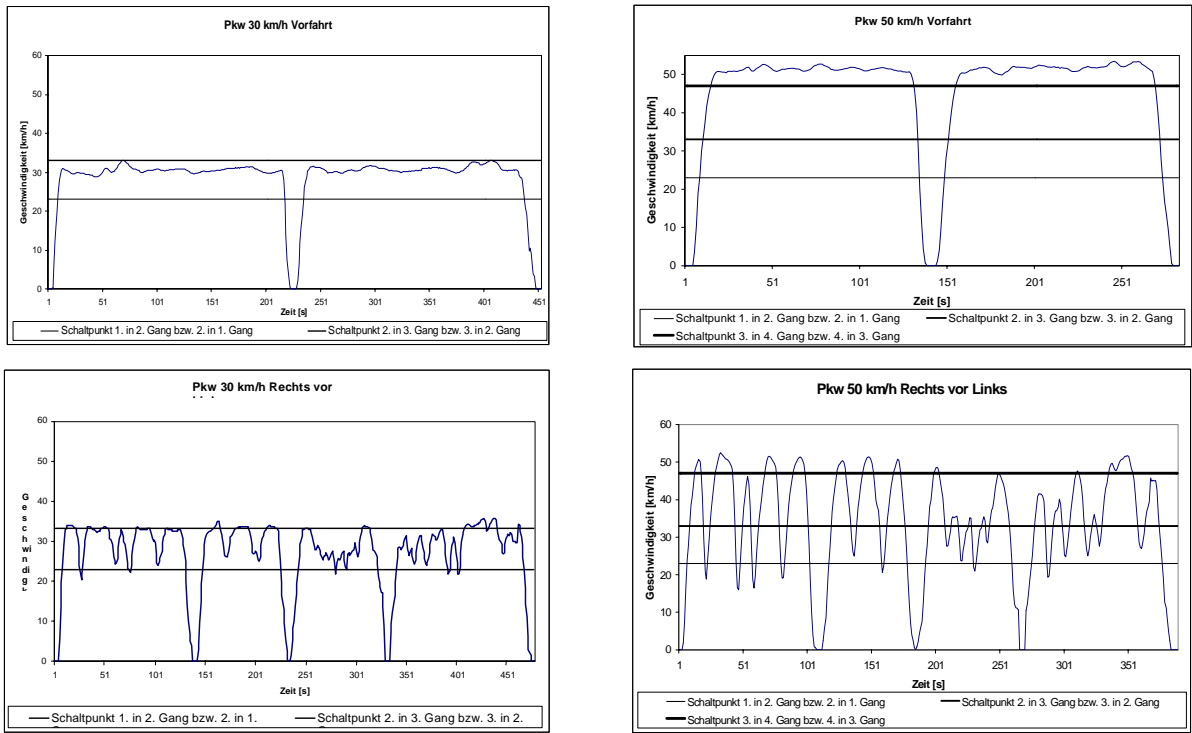 Pkw 30 km/h Vorfahrt
Geschwindigkeit [km/h]
60
50
40
30
20
10
0
1 51 101 151 201 251 301 351 401 451
Zeit [s]
Schaltpunkt 1. in 2. Gang bzw. 2. in 1. Gang Schaltpunkt 2. in 3. Gang bzw. 3. in 2. Gang
Pkw 50 km/h Vorfahrt
Geschwindigkeit [km/h]
50
40
30
20
10
0
1 51 101 151 201 251
Zeit [s]
Schaltpunkt 1. in 2. Gang bzw. 2. in 1. Gang Schaltpunkt 2. in 3. Gang bzw. 3. in 2. Gang
Schaltpunkt 3. in 4. Gang bzw. 4. in 3. Gang
Pkw 30 km/h Rechts vor
Geschwindig
60
50
40
30
20
10
0
1 51 101 151 201 251 301 351 401 451
Zeit [s]
Schaltpunkt 1. in 2. Gang bzw. 2. in 1. Schaltpunkt 2. in 3. Gang bzw. 3. in 2.
Pkw 50 km/h Rechts vor Links
Geschwindigkeit [km/h]
60
50
40
30
20
10
0
1 51 101 151 201 251 301 351
Zeit [s]
Schaltpunkt 1. in 2. Gang bzw. 2. in 1. Gang Schaltpunkt 2. in 3. Gang bzw. 3. in 2. Gang
Schaltpunkt 3. in 4. Gang bzw. 4. in 3. Gang